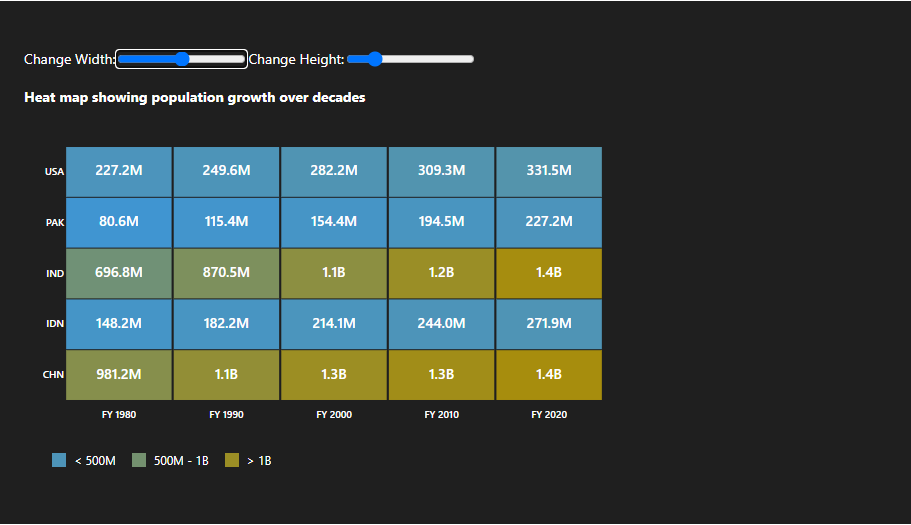 Change Width: Change Height:
Heat map showing population growth over decades
USA 227.2M 249.6M 282.2M 309.3M 331.5M
PAK 80.6M 115.4M 154.4M 194.5M 227.2M
IND 696.8M 870.5M 1.1B 1.2B 1.4B
IDN 148.2M 182.2M 214.1M 244.0M 271.9M
CHN 981.2M 1.1B 1.3B 1.3B 1.4B
FY 1980 FY 1990 FY 2000 FY 2010 FY 2020
< 500M 500M - 1B > 1B